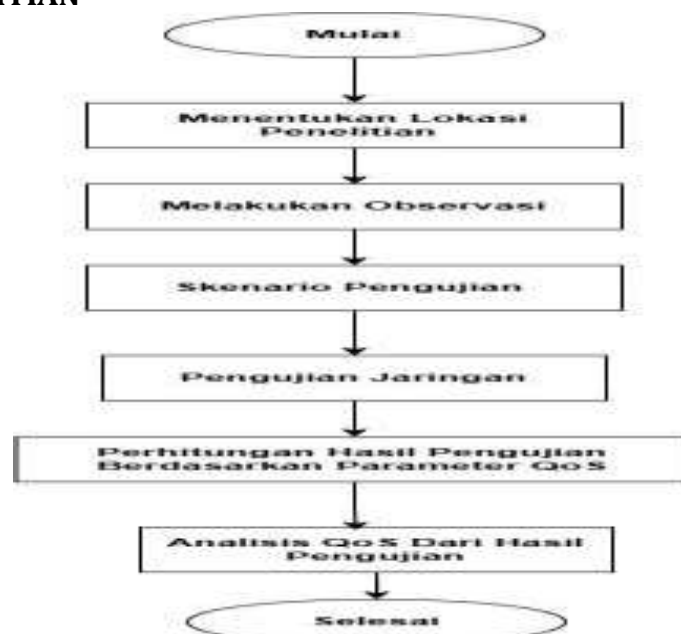 Mulai
Menentukan Lokasi
Penelitian
Melakukan Observasi
Skenario Pengujian
Pengujian Jaringan
Perhitungan Hasil Pengujian
Berdasarkan Parameter QoS
Analisis QoS Dari Hasil
Pengujian
Selesai